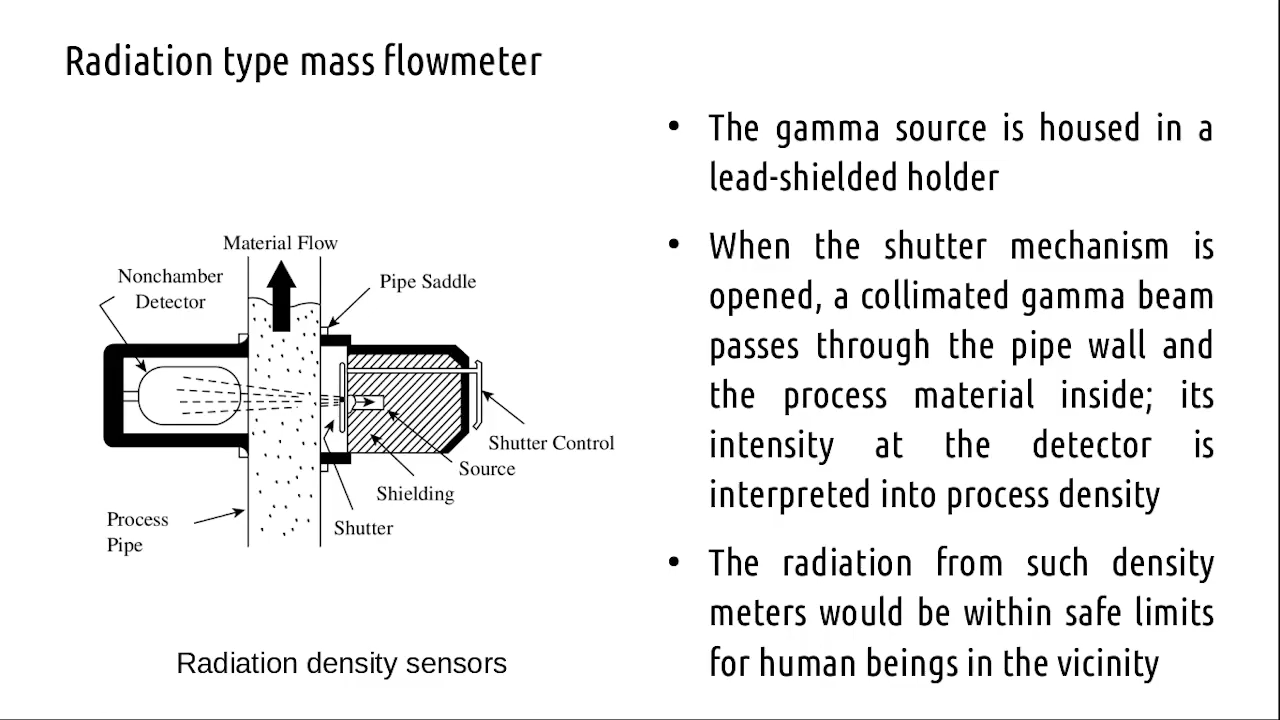 Radiation type mass flowmeter
Material Flow
Nonchamber
Detector
Pipe Saddle
Shutter Control
Source
Shielding
Shutter
Process
Pipe
Radiation density sensors
• The gamma source is housed in a
lead-shielded holder
• When the shutter mechanism is
opened, a collimated gamma beam
passes through the pipe wall and
the process material inside; its
intensity at the detector is
interpreted into process density
• The radiation from such density
meters would be within safe limits
for human beings in the vicinity